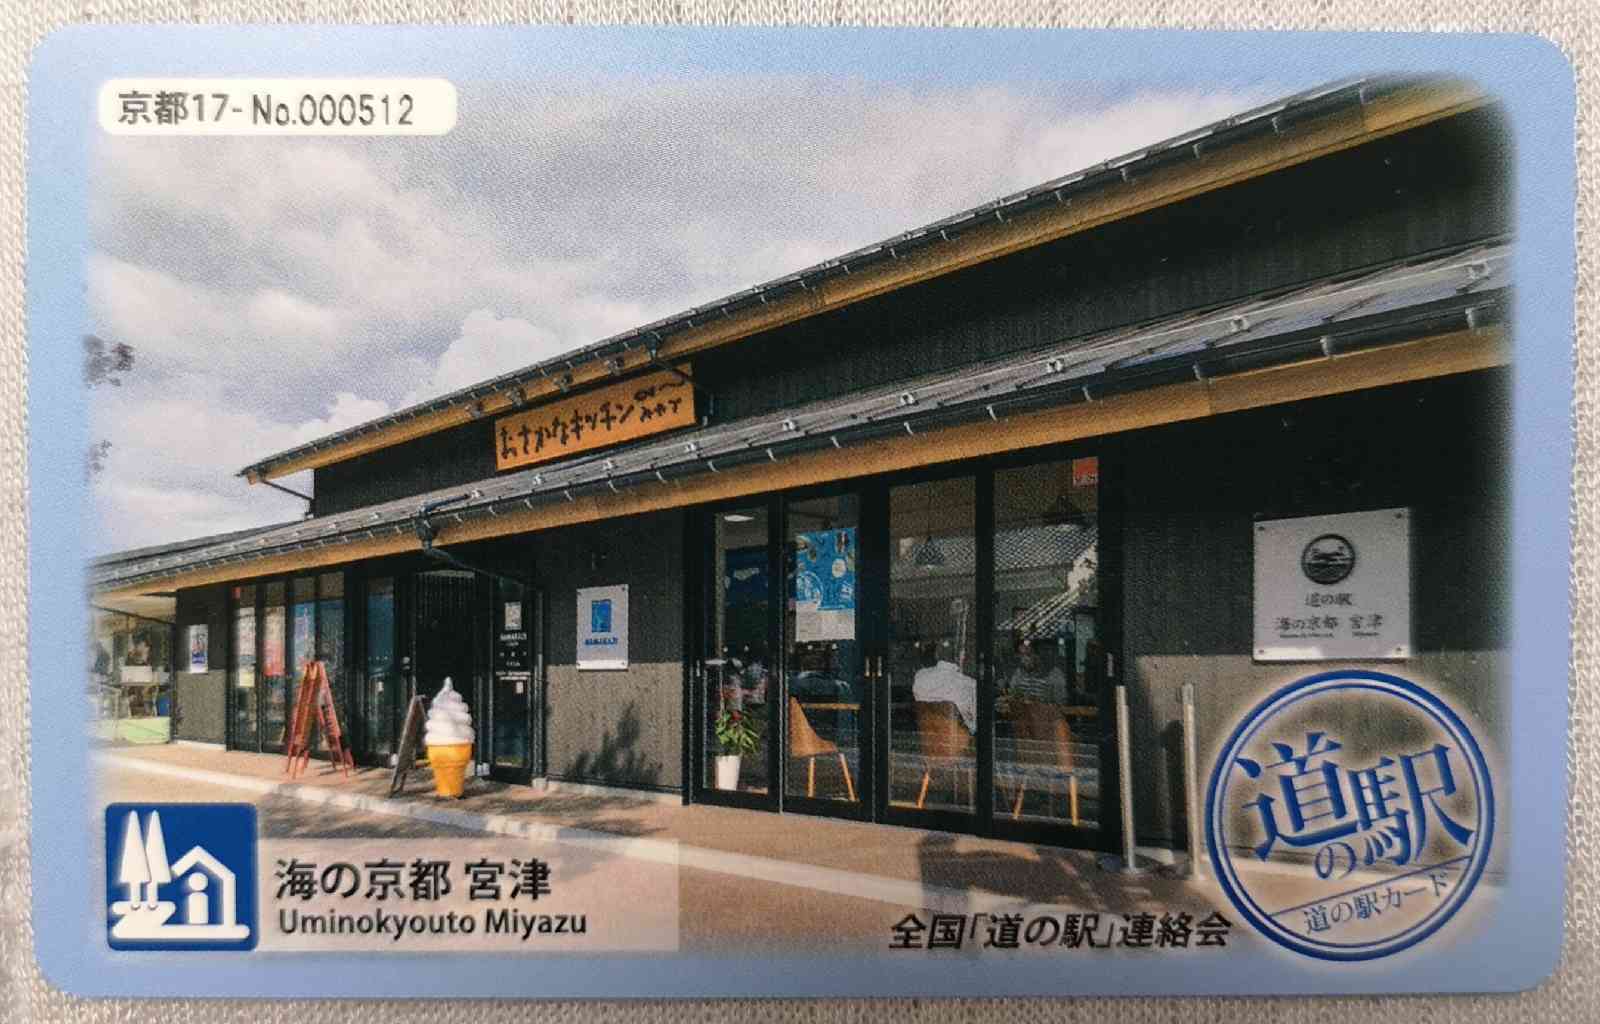 京都17-No.000512
おさかなキッチン
みやづ
道の駅
海の京都 宮津
海の京都 宮津
Uminokyouto Miyazu
全国「道の駅」連絡会
道の駅
道の駅カード